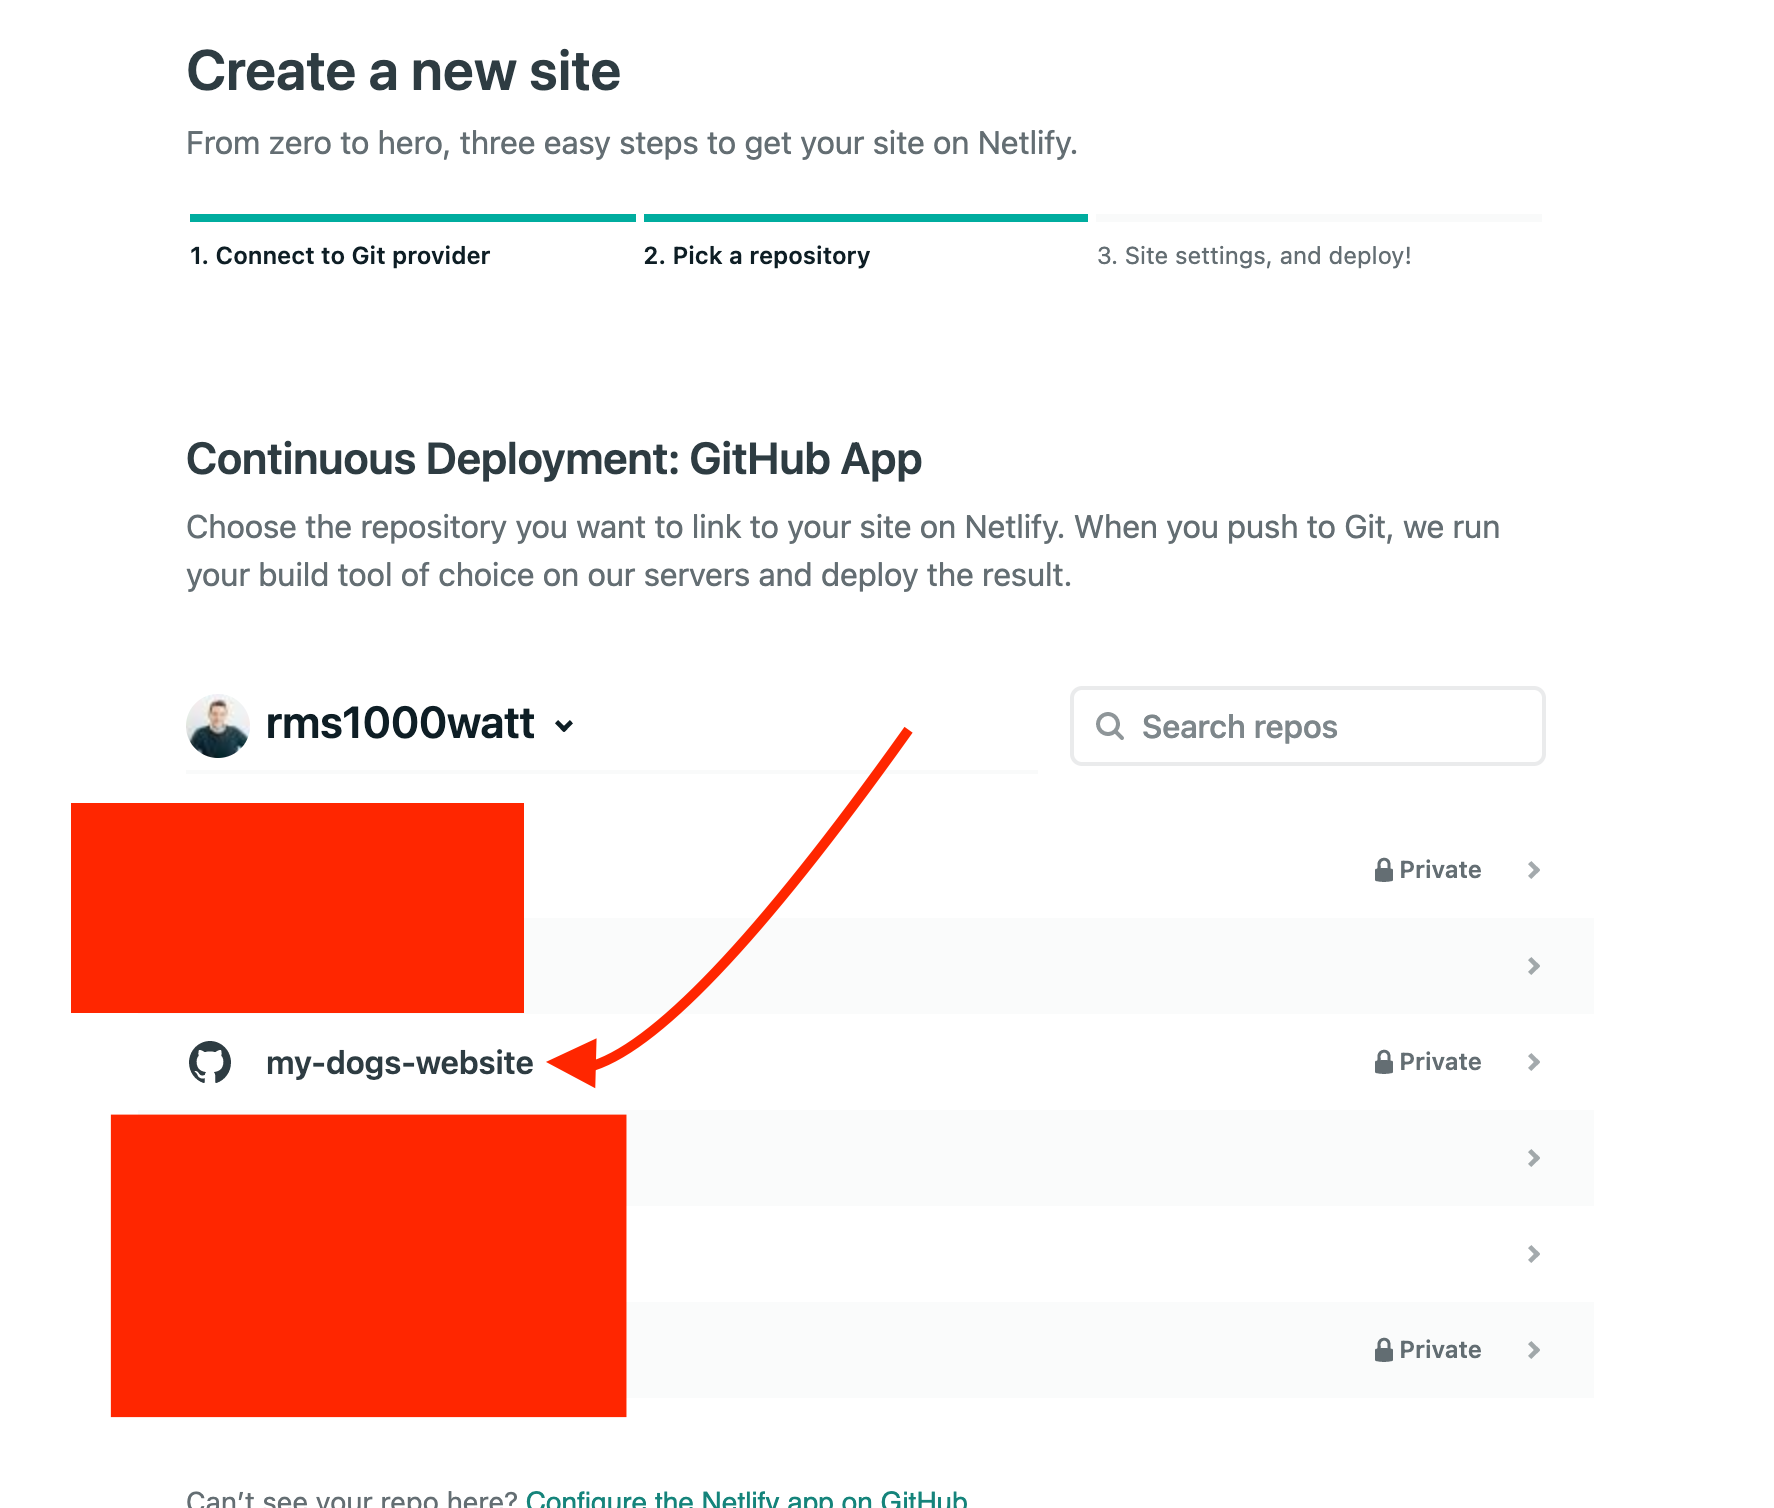 Create a new site
From zero to hero, three easy steps to get your site on Netlify.
1. Connect to Git provider
2. Pick a repository
3. Site settings, and deploy!
Continuous Deployment: GitHub App
Choose the repository you want to link to your site on Netlify. When you push to Git, we run
your build tool of choice on our servers and deploy the result.
rms1000watt
Search repos
Private
my-dogs-website
Private
Private
Can't see your repo here? Configure the Netlify app on GitHub